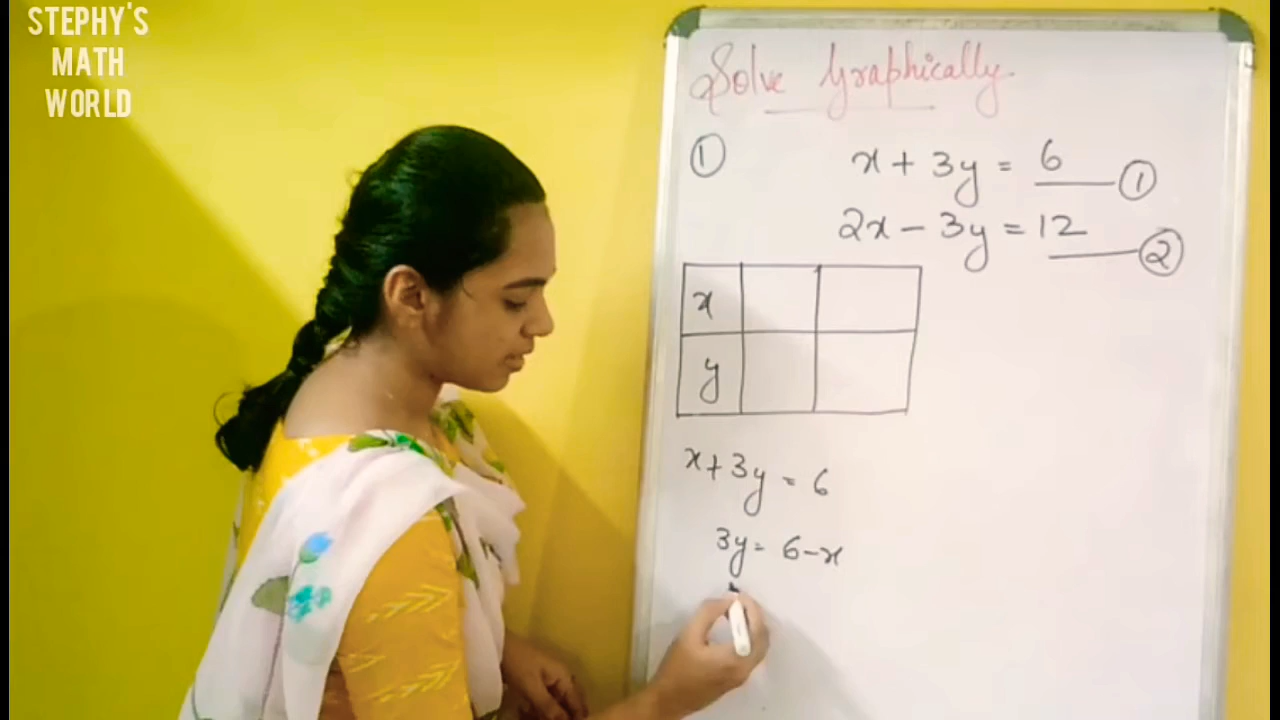 STEPHY'S
MATH
WORLD
Solve Graphically
① x + 3y = 6 ①
2x - 3y = 12 ②
x
y
x + 3y = 6
3y = 6 - x